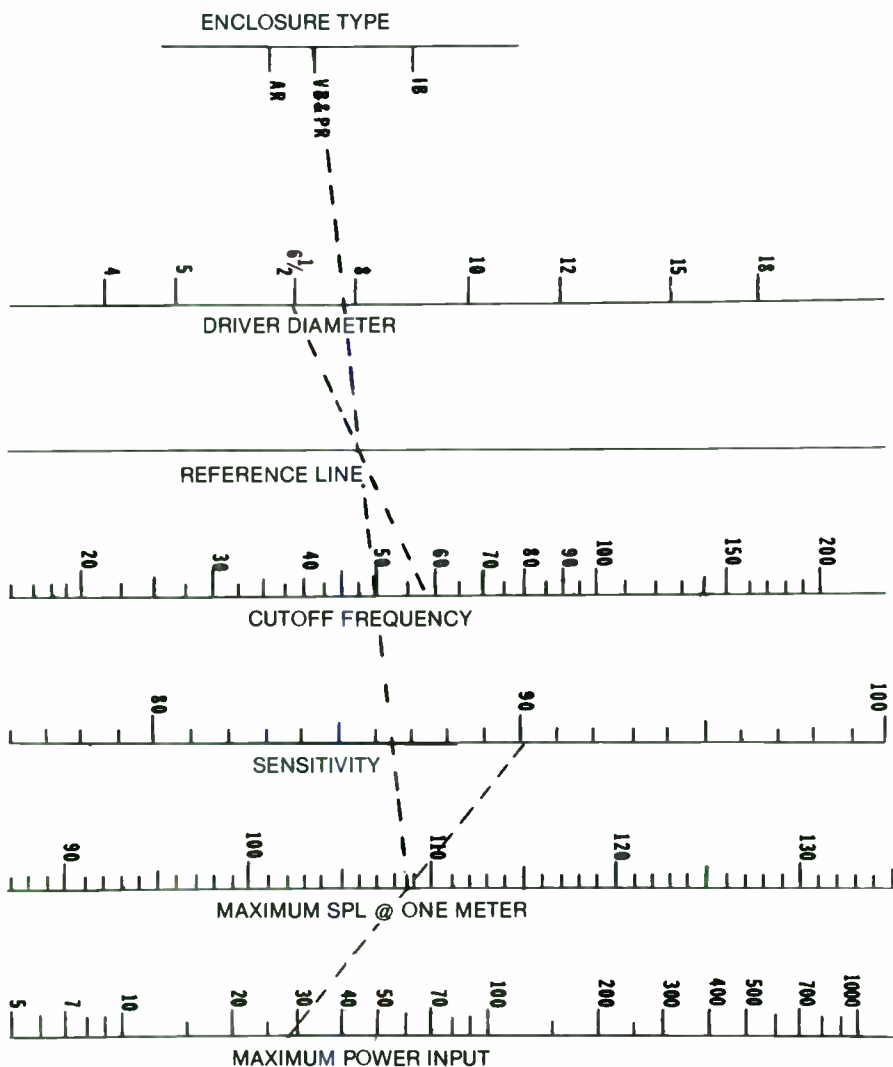 ENCLOSURE TYPE
AR VB&PR IB
4 5 6 1/2 8 10 12 15 18
DRIVER DIAMETER
REFERENCE LINE
20 30 40 50 60 70 80 90 100 150 200
CUTOFF FREQUENCY
80 90 100
SENSITIVITY
90 100 110 120 130
MAXIMUM SPL @ ONE METER
5 7 10 20 30 40 50 70 100 200 300 400 500 700 1000
MAXIMUM POWER INPUT